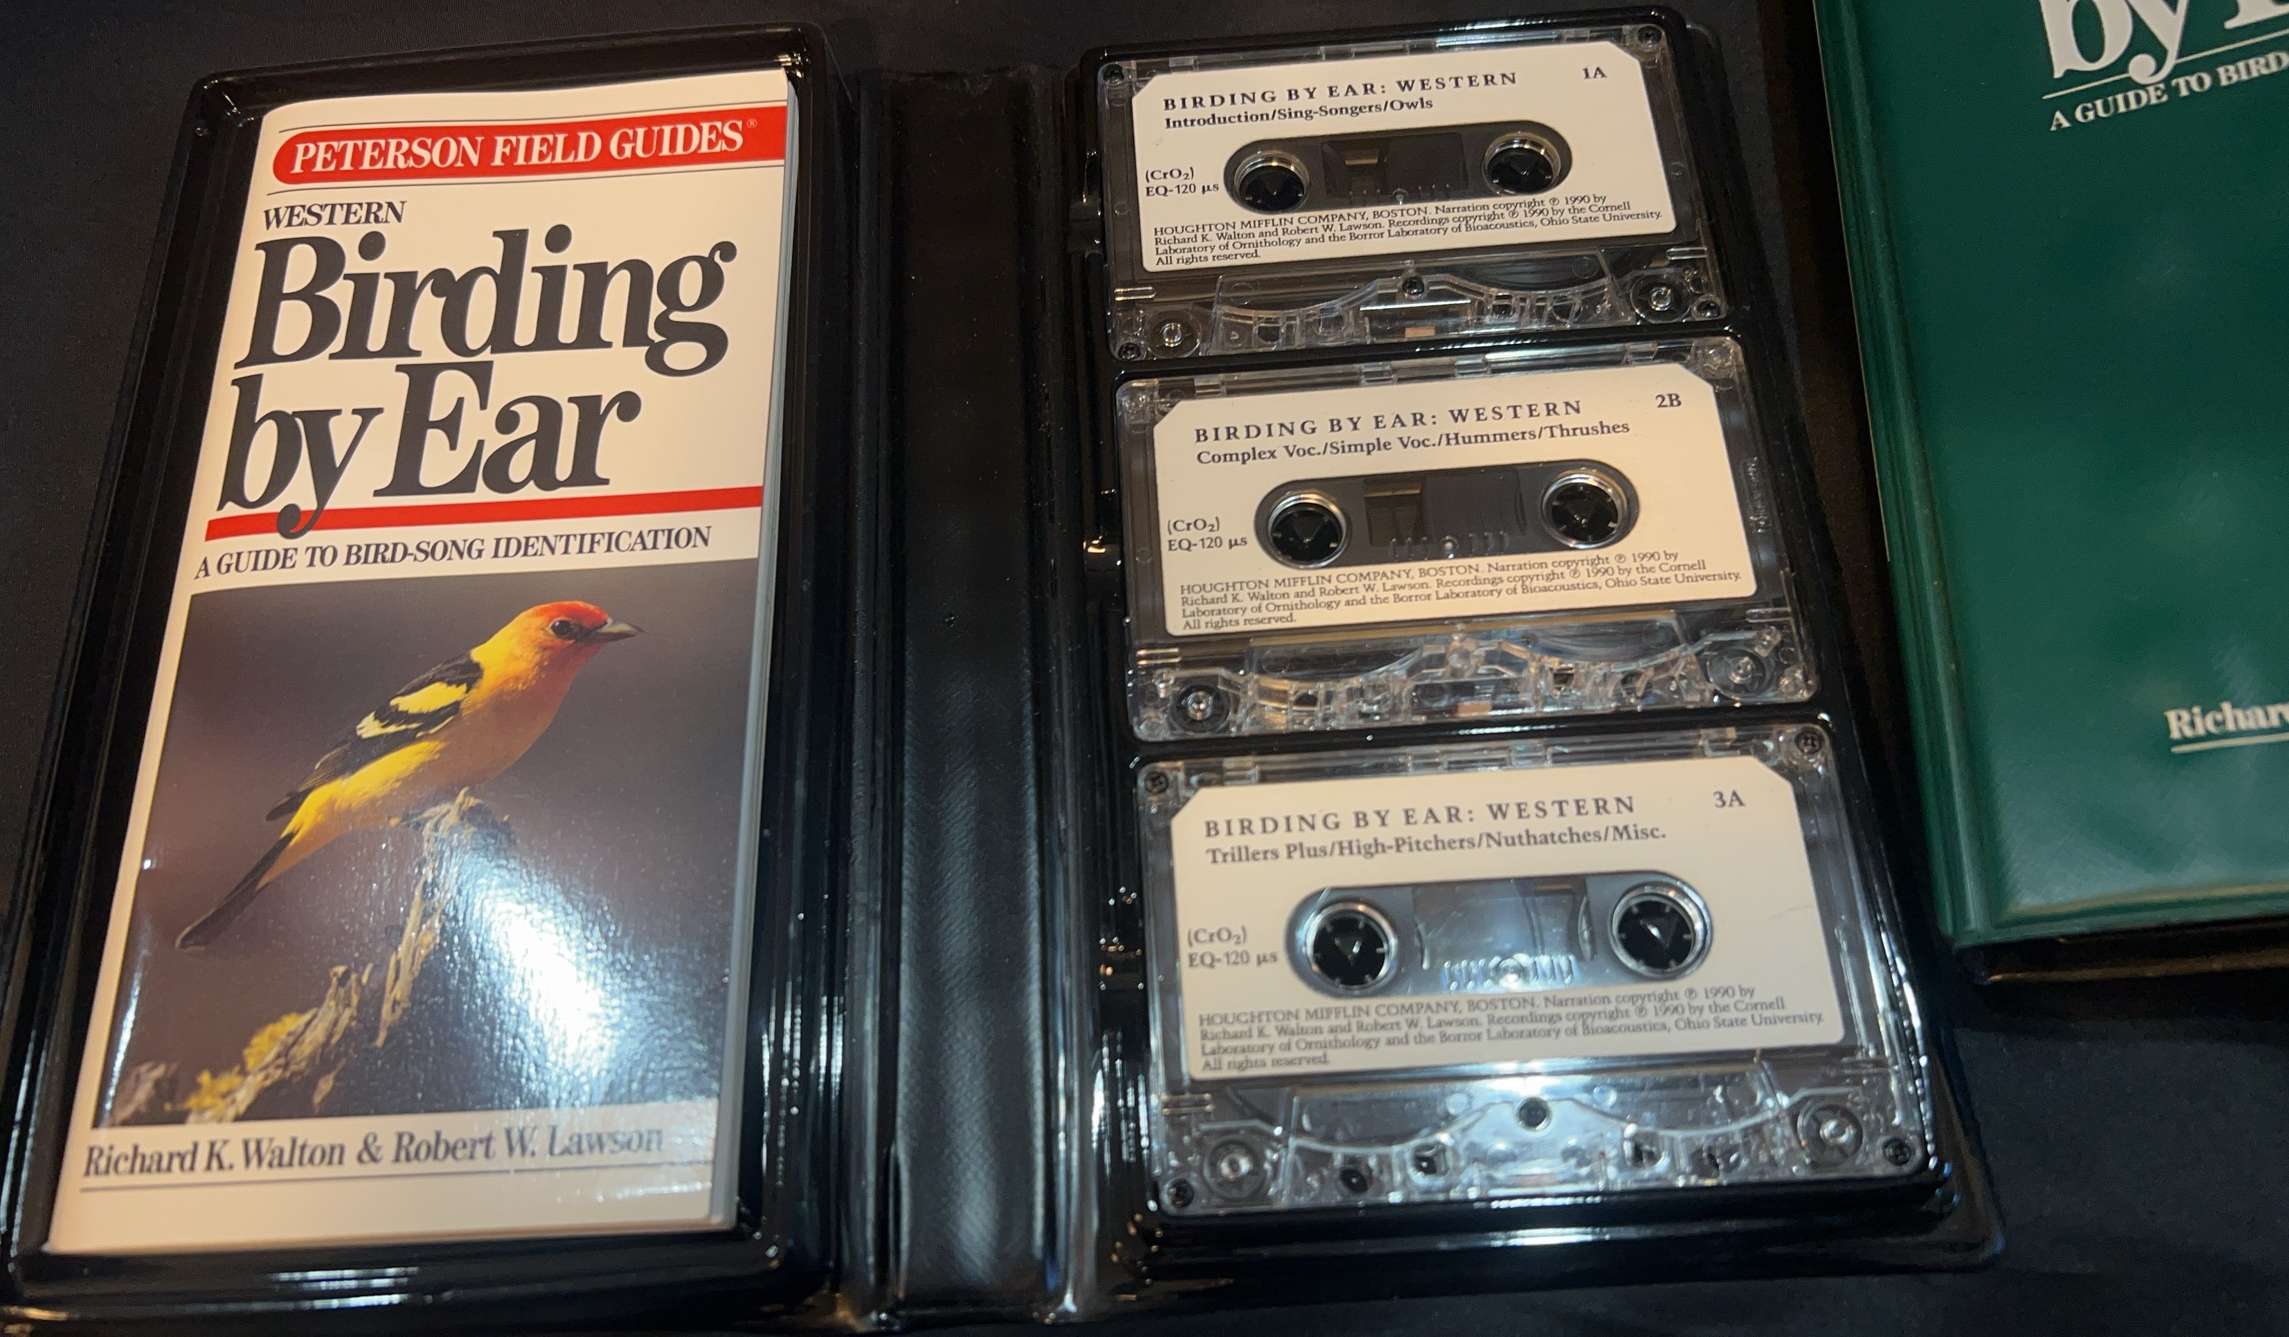 PETERSON FIELD GUIDES®
WESTERN
Birding
by Ear
A GUIDE TO BIRD-SONG IDENTIFICATION
Richard K. Walton & Robert W. Lawson
BIRDING BY EAR: WESTERN 1A
Introduction/Sing-Songers/Owls
(CrO₂)
EQ-120 µs
HOUGHTON MIFFLIN COMPANY, BOSTON. Narration copyright ℗ 1990 by
Richard K. Walton and Robert W. Lawson. Recordings copyright ℗ 1990 by the Cornell
Laboratory of Ornithology and the Borror Laboratory of Bioacoustics, Ohio State University.
All rights reserved.
BIRDING BY EAR: WESTERN 2B
Complex Voc./Simple Voc./Hummers/Thrushes
(CrO₂)
EQ-120 µs
HOUGHTON MIFFLIN COMPANY, BOSTON. Narration copyright ℗ 1990 by
Richard K. Walton and Robert W. Lawson. Recordings copyright ℗ 1990 by the Cornell
Laboratory of Ornithology and the Borror Laboratory of Bioacoustics, Ohio State University.
All rights reserved.
BIRDING BY EAR: WESTERN 3A
Trillers Plus/High-Pitchers/Nuthatches/Misc.
(CrO₂)
EQ-120 µs
HOUGHTON MIFFLIN COMPANY, BOSTON. Narration copyright ℗ 1990 by
Richard K. Walton and Robert W. Lawson. Recordings copyright ℗ 1990 by the Cornell
Laboratory of Ornithology and the Borror Laboratory of Bioacoustics, Ohio State University.
All rights reserved.
by
A GUIDE TO BIRD
Richar